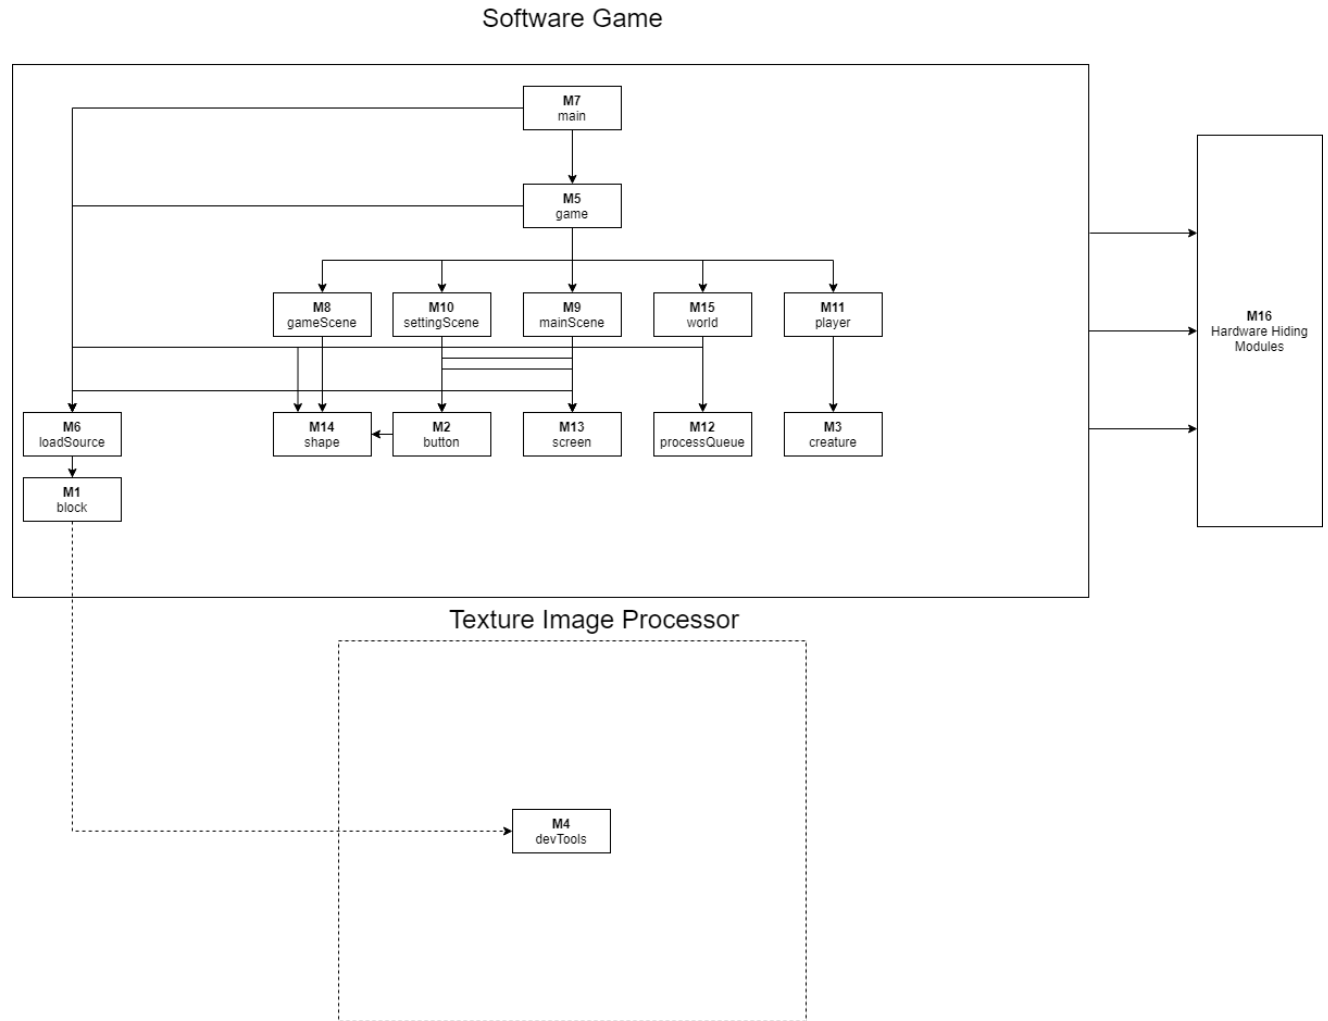 Software Game
M7
main
M5
game
M8
gameScene
M10
settingScene
M9
mainScene
M15
world
M11
player
M16
Hardware Hiding
Modules
M6
loadSource
M14
shape
M2
button
M13
screen
M12
processQueue
M3
creature
M1
block
Texture Image Processor
M4
devTools